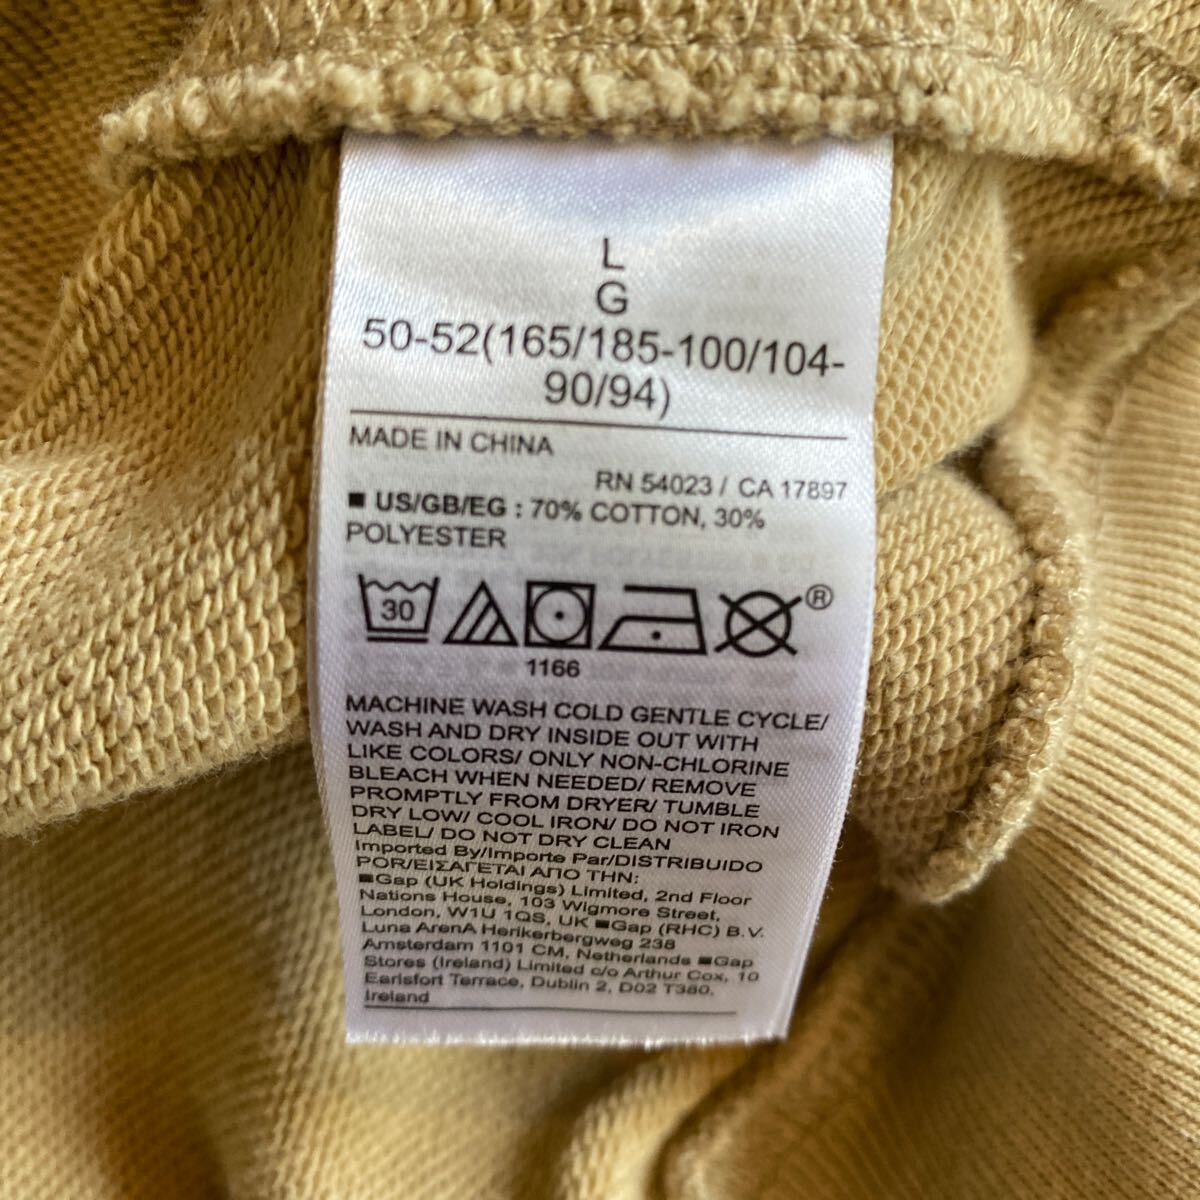 L
G
50-52(165/185-100/104-
90/94)
MADE IN CHINA
RN 54023 / CA 17897
■ US/GB/EG : 70% COTTON, 30%
POLYESTER
30
®
1166
MACHINE WASH COLD GENTLE CYCLE/
WASH AND DRY INSIDE OUT WITH
LIKE COLORS/ ONLY NON-CHLORINE
BLEACH WHEN NEEDED/ REMOVE
PROMPTLY FROM DRYER/ TUMBLE
DRY LOW/ COOL IRON/ DO NOT IRON
LABEL/ DO NOT DRY CLEAN
Imported By/Importe Par/DISTRIBUIDO
POR/ΕΙΣΑΓΕΤΑΙ ΑΠΟ ΤΗΝ:
■Gap (UK Holdings) Limited, 2nd Floor
Nations House, 103 Wigmore Street,
London, W1U 1QS, UK ■Gap (RHC) B.V.
Luna ArenA Herikerbergweg 238
Amsterdam 1101 CM, Netherlands ■Gap
Stores (Ireland) Limited c/o Arthur Cox, 10
Earlsfort Terrace, Dublin 2, D02 T380,
Ireland